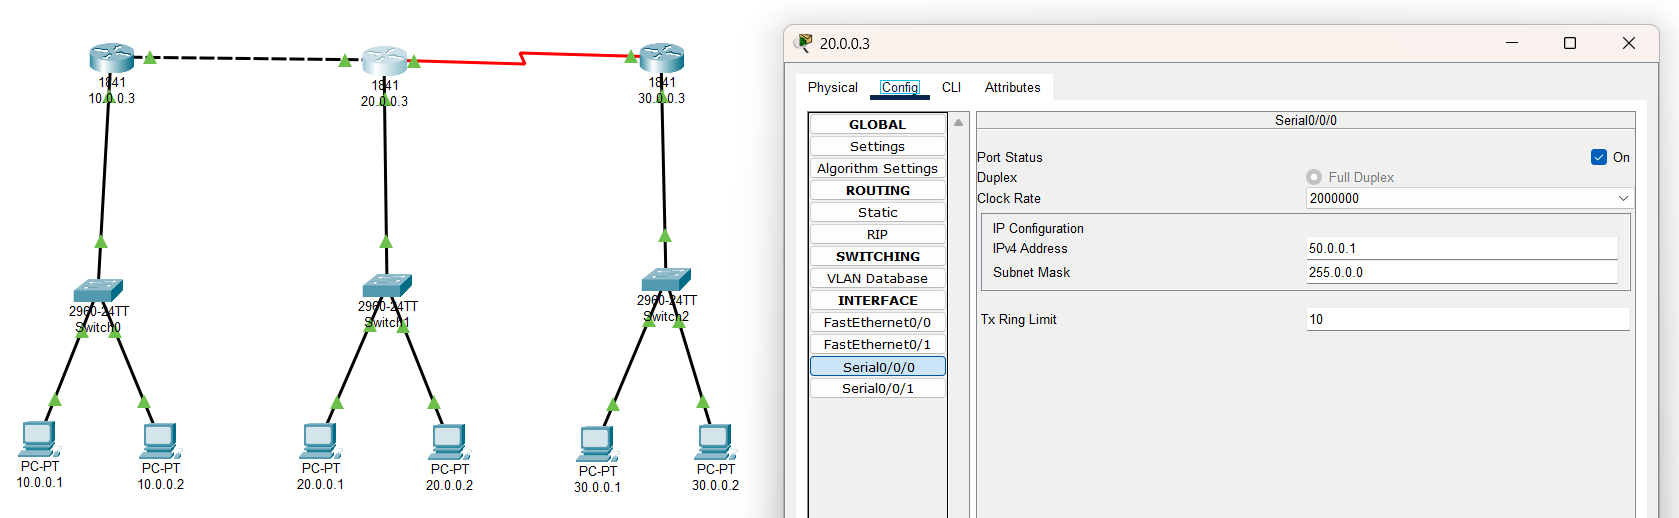 1841
10.0.0.3
1841
20.0.0.3
1841
30.0.0.3
2960-24TT
Switch0
2960-24TT
Switch1
2960-24TT
Switch2
PC-PT
10.0.0.1
PC-PT
10.0.0.2
PC-PT
20.0.0.1
PC-PT
20.0.0.2
PC-PT
30.0.0.1
PC-PT
30.0.0.2
20.0.0.3
Physical Config CLI Attributes
GLOBAL
Settings
Algorithm Settings
ROUTING
Static
RIP
SWITCHING
VLAN Database
INTERFACE
FastEthernet0/0
FastEthernet0/1
Serial0/0/0
Serial0/0/1
Serial0/0/0
Port Status On
Duplex Full Duplex
Clock Rate 2000000
IP Configuration
IPv4 Address 50.0.0.1
Subnet Mask 255.0.0.0
Tx Ring Limit 10